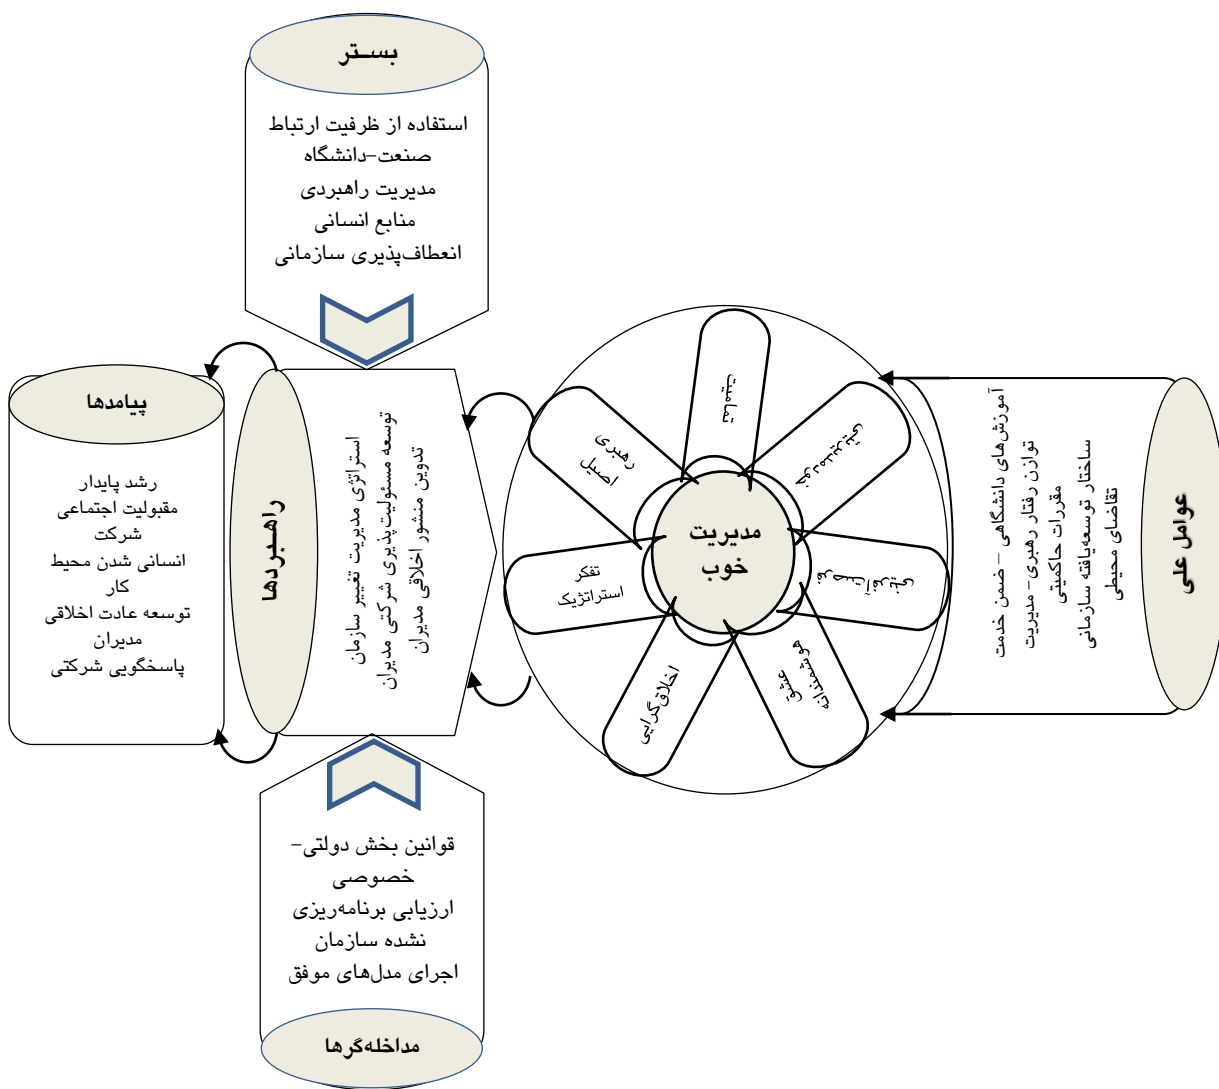 بستر
استفاده از ظرفیت ارتباط
صنعت-دانشگاه
مدیریت راهبردی
منابع انسانی
انعطاف‌پذیری سازمانی
عوامل علی
آموزش‌های دانشگاهی - ضمن خدمت
توازن رفتار رهبری- مدیریت
مقررات حاکمیتی
ساختار توسعه‌یافته سازمانی
تقاضای محیطی
مدیریت
خوب
تمامیت
خودمدیریتی
فرصت‌آفرینی
عشق
هوشمندانه
اخلاق‌گرایی
تفکر
استراتژیک
رهبری
اصیل
راهبردها
استراتژی مدیریت تغییر سازمان
توسعه مسئولیت‌پذیری شرکتی مدیران
تدوین منشور اخلاقی مدیران
پیامدها
رشد پایدار
مقبولیت اجتماعی
شرکت
انسانی شدن محیط
کار
توسعه عادت اخلاقی
مدیران
پاسخگویی شرکتی
قوانین بخش دولتی-
خصوصی
ارزیابی برنامه‌ریزی
نشده سازمان
اجرای مدل‌های موفق
مداخله‌گرها